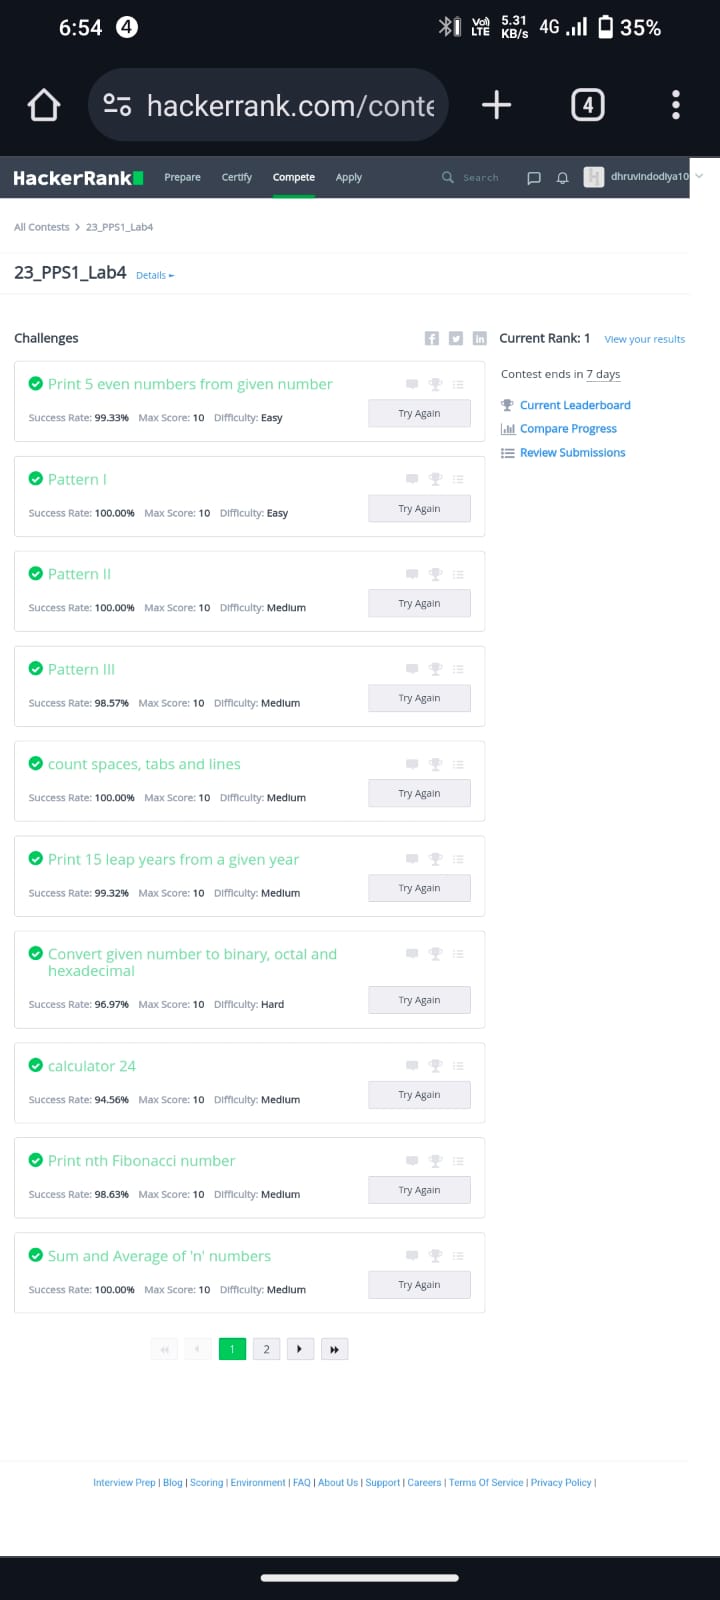 6:54 4 Vo) LTE 5.31 KB/s 4G 35%
hackerrank.com/conte 4
HackerRank Prepare Certify Compete Apply Search dhruvindodiya10
All Contests > 23_PPS1_Lab4
23_PPS1_Lab4 Details
Challenges
Current Rank: 1 View your results
Contest ends in 7 days
Current Leaderboard
Compare Progress
Review Submissions
Print 5 even numbers from given number
Success Rate: 99.33% Max Score: 10 Difficulty: Easy
Try Again
Pattern I
Success Rate: 100.00% Max Score: 10 Difficulty: Easy
Try Again
Pattern II
Success Rate: 100.00% Max Score: 10 Difficulty: Medium
Try Again
Pattern III
Success Rate: 98.57% Max Score: 10 Difficulty: Medium
Try Again
count spaces, tabs and lines
Success Rate: 100.00% Max Score: 10 Difficulty: Medium
Try Again
Print 15 leap years from a given year
Success Rate: 99.32% Max Score: 10 Difficulty: Medium
Try Again
Convert given number to binary, octal and
hexadecimal
Success Rate: 96.97% Max Score: 10 Difficulty: Hard
Try Again
calculator 24
Success Rate: 94.56% Max Score: 10 Difficulty: Medium
Try Again
Print nth Fibonacci number
Success Rate: 98.63% Max Score: 10 Difficulty: Medium
Try Again
Sum and Average of 'n' numbers
Success Rate: 100.00% Max Score: 10 Difficulty: Medium
Try Again
1 2
Interview Prep | Blog | Scoring | Environment | FAQ | About Us | Support | Careers | Terms Of Service | Privacy Policy |